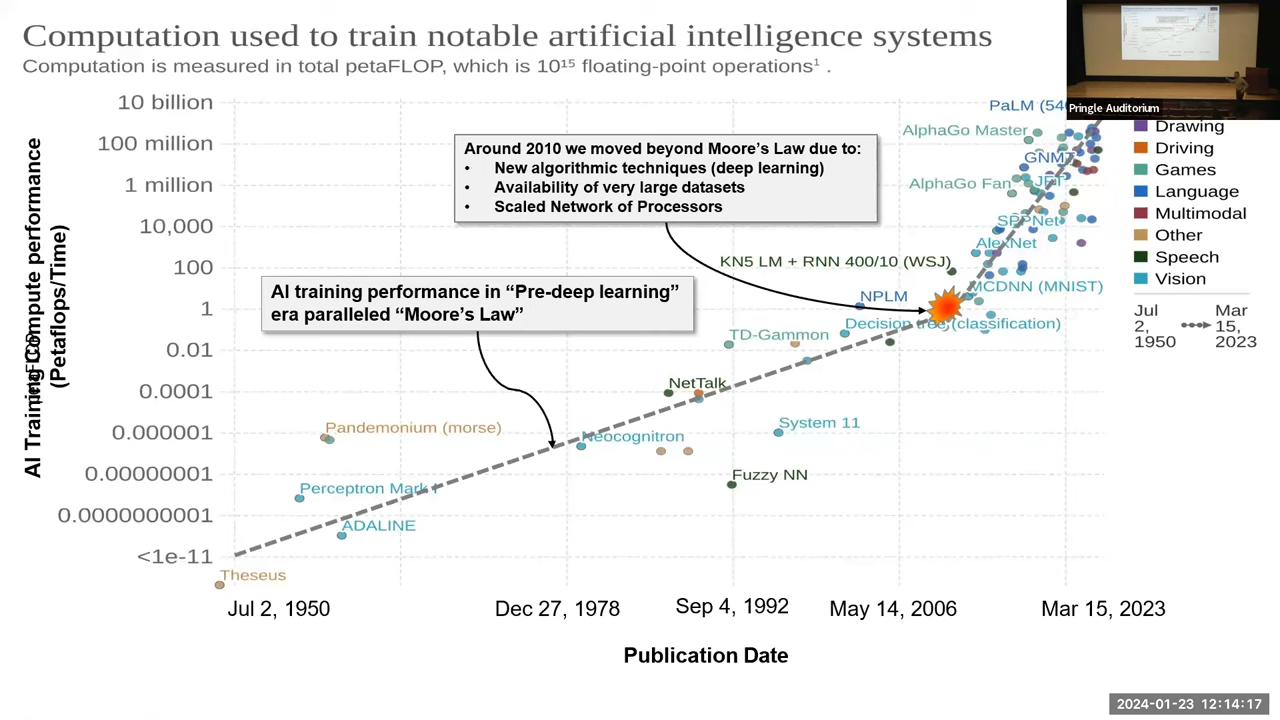 Computation used to train notable artificial intelligence systems
Computation is measured in total petaFLOP, which is 10¹⁵ floating-point operations¹ .
Pringle Auditorium
10 billion
100 million
1 million
10,000
100
1
0.01
0.0001
0.000001
0.00000001
0.0000000001
<1e-11
AI Training Compute performance
(Petaflops/Time)
Around 2010 we moved beyond Moore’s Law due to:
• New algorithmic techniques (deep learning)
• Availability of very large datasets
• Scaled Network of Processors
AI training performance in “Pre-deep learning”
era paralleled “Moore’s Law”
PaLM (540
AlphaGo Master
GNMT
AlphaGo Fan
JFT
SPPNet
AlexNet
KN5 LM + RNN 400/10 (WSJ)
MCDNN (MNIST)
NPLM
Decision tree (classification)
TD-Gammon
NetTalk
System 11
Pandemonium (morse)
Neocognitron
Fuzzy NN
Perceptron Mark I
ADALINE
Theseus
Drawing
Driving
Games
Language
Multimodal
Other
Speech
Vision
Jul 2, 1950
Mar 15, 2023
Jul 2, 1950
Dec 27, 1978
Sep 4, 1992
May 14, 2006
Mar 15, 2023
Publication Date
2024-01-23 12:14:17